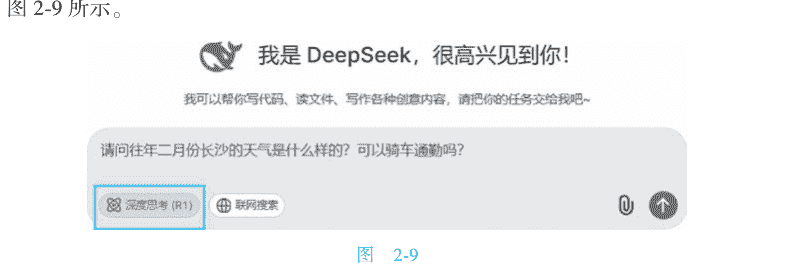 图 2-9 所示。
我是 DeepSeek，很高兴见到你！
我可以帮你写代码、读文件、写作各种创意内容，请把你的任务交给我吧~
请问往年二月份长沙的天气是什么样的？可以骑车通勤吗？
深度思考 (R1) 联网搜索
图 2-9